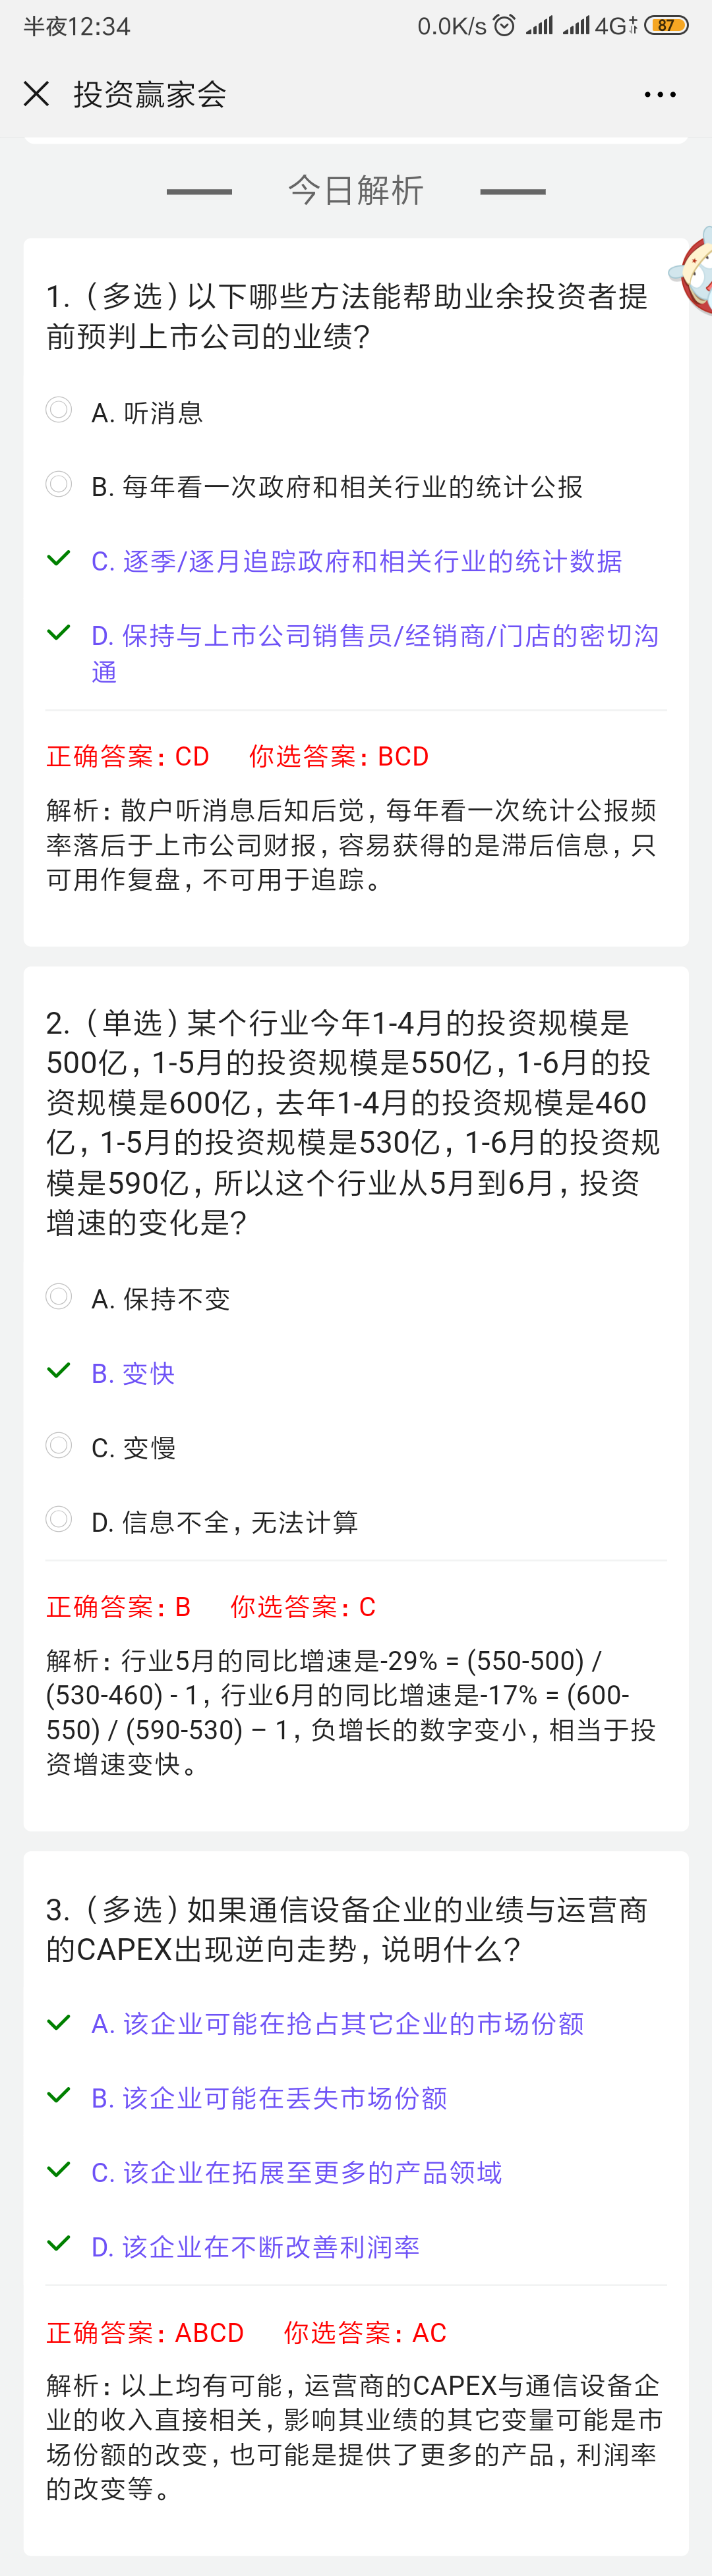 半夜12:34
0.0K/s 4G 87
投资赢家会
今日解析
1.（多选）以下哪些方法能帮助业余投资者提
前预判上市公司的业绩？
A. 听消息
B. 每年看一次政府和相关行业的统计公报
C. 逐季/逐月追踪政府和相关行业的统计数据
D. 保持与上市公司销售员/经销商/门店的密切沟
通
正确答案：CD 你选答案：BCD
解析：散户听消息后知后觉，每年看一次统计公报频
率落后于上市公司财报，容易获得的是滞后信息，只
可用作复盘，不可用于追踪。
2.（单选）某个行业今年1-4月的投资规模是
500亿，1-5月的投资规模是550亿，1-6月的投
资规模是600亿，去年1-4月的投资规模是460
亿，1-5月的投资规模是530亿，1-6月的投资规
模是590亿，所以这个行业从5月到6月，投资
增速的变化是？
A. 保持不变
B. 变快
C. 变慢
D. 信息不全，无法计算
正确答案：B 你选答案：C
解析：行业5月的同比增速是-29% = (550-500) /
(530-460) - 1，行业6月的同比增速是-17% = (600-
550) / (590-530) – 1，负增长的数字变小，相当于投
资增速变快。
3.（多选）如果通信设备企业的业绩与运营商
的CAPEX出现逆向走势，说明什么？
A. 该企业可能在抢占其它企业的市场份额
B. 该企业可能在丢失市场份额
C. 该企业在拓展至更多的产品领域
D. 该企业在不断改善利润率
正确答案：ABCD 你选答案：AC
解析：以上均有可能，运营商的CAPEX与通信设备企
业的收入直接相关，影响其业绩的其它变量可能是市
场份额的改变，也可能是提供了更多的产品，利润率
的改变等。